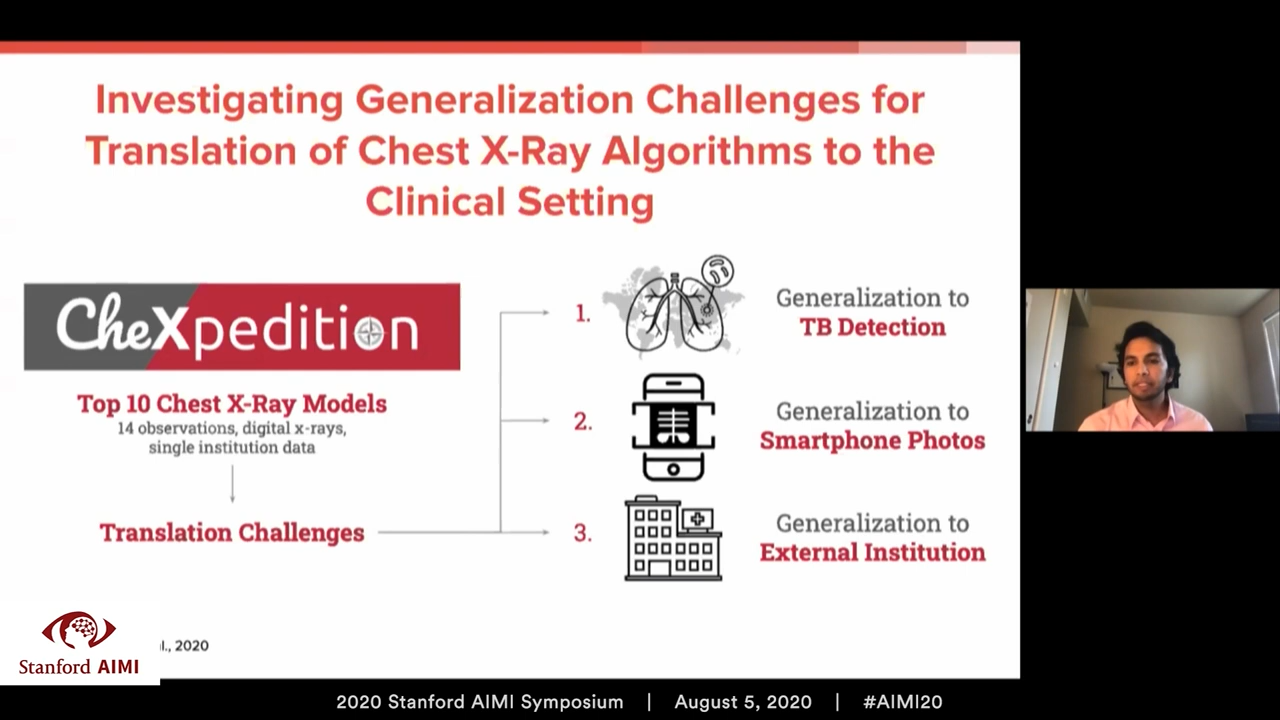 Investigating Generalization Challenges for
Translation of Chest X-Ray Algorithms to the
Clinical Setting
CheXpedition
Top 10 Chest X-Ray Models
14 observations, digital x-rays,
single institution data
Translation Challenges
1.
Generalization to
TB Detection
2.
Generalization to
Smartphone Photos
3.
Generalization to
External Institution
2020
Stanford AIMI
2020 Stanford AIMI Symposium | August 5, 2020 | #AIMI20